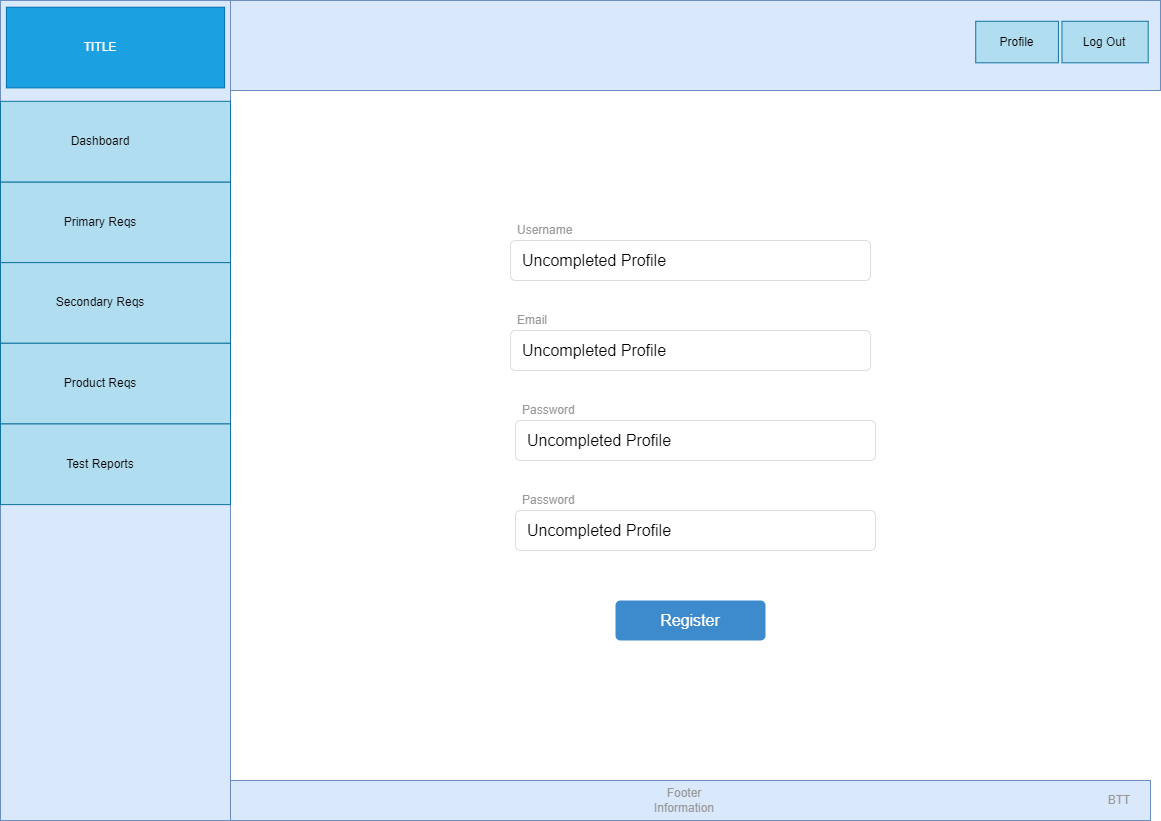 TITLE
Profile
Log Out
Dashboard
Primary Reqs
Secondary Reqs
Product Reqs
Test Reports
Username
Uncompleted Profile
Email
Uncompleted Profile
Password
Uncompleted Profile
Password
Uncompleted Profile
Register
Footer
Information
BTT